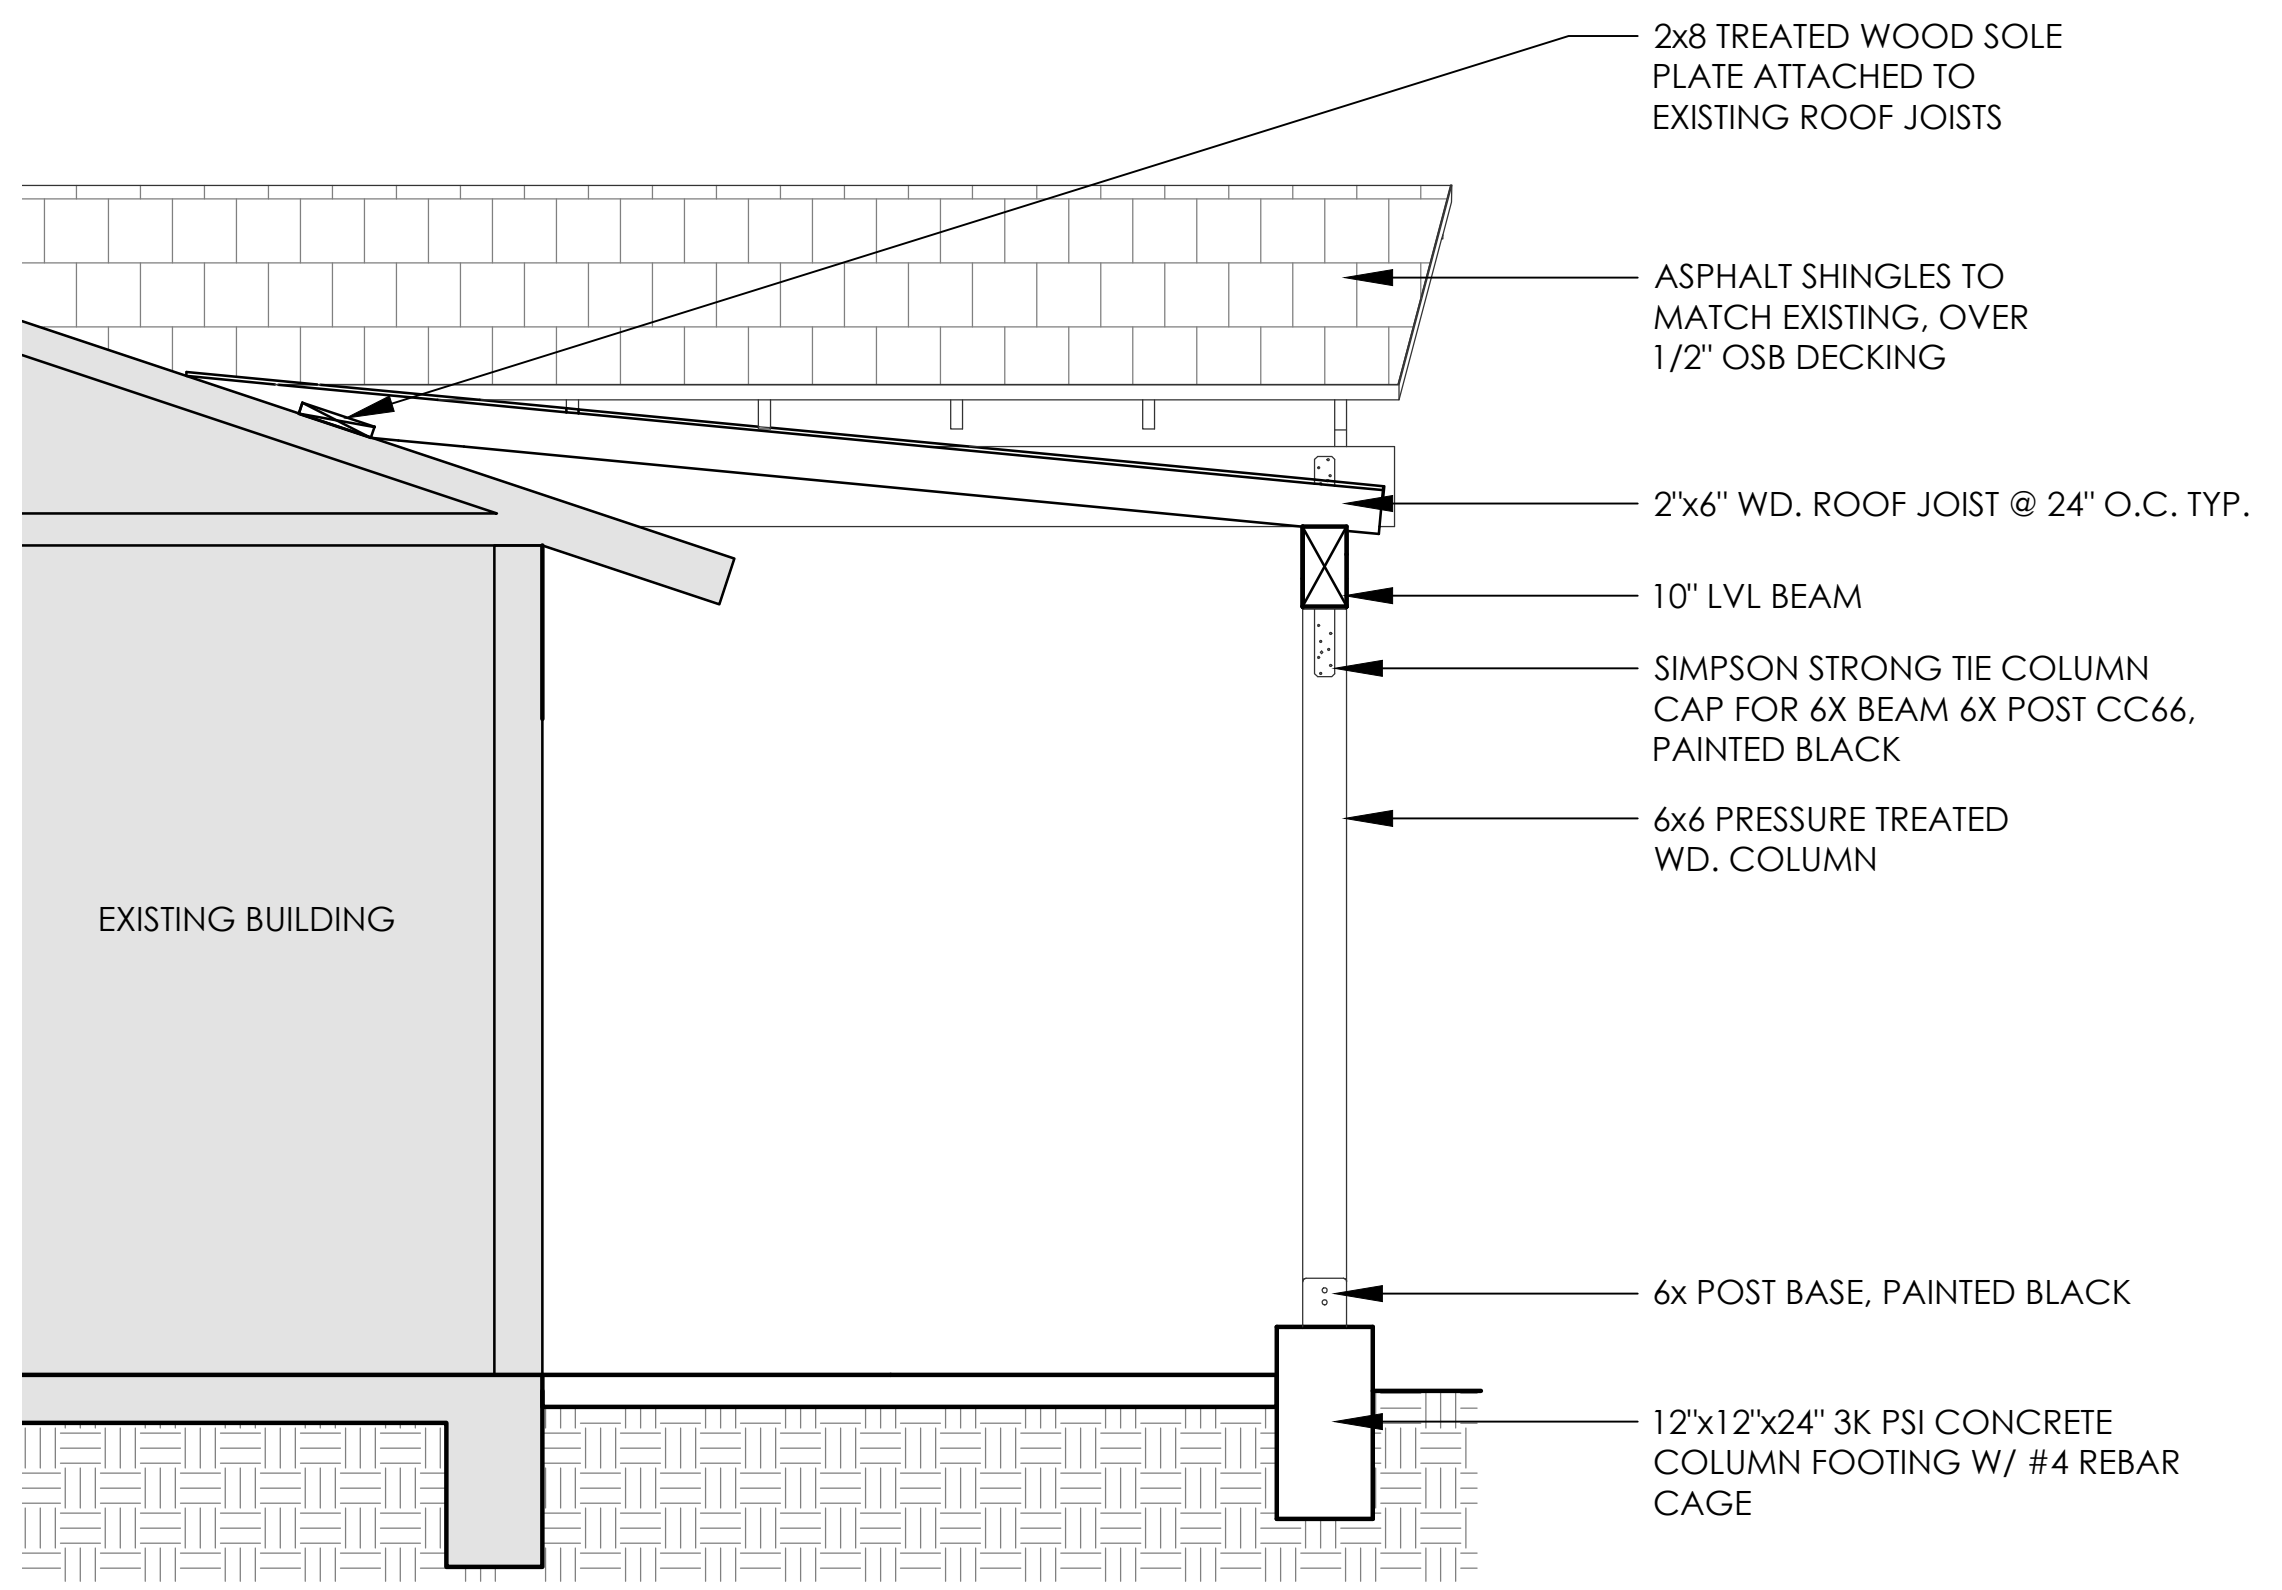 2x8 TREATED WOOD SOLE
PLATE ATTACHED TO
EXISTING ROOF JOISTS
ASPHALT SHINGLES TO
MATCH EXISTING, OVER
1/2" OSB DECKING
2"x6" WD. ROOF JOIST @ 24" O.C. TYP.
10" LVL BEAM
SIMPSON STRONG TIE COLUMN
CAP FOR 6X BEAM 6X POST CC66,
PAINTED BLACK
6x6 PRESSURE TREATED
WD. COLUMN
EXISTING BUILDING
6x POST BASE, PAINTED BLACK
12"x12"x24" 3K PSI CONCRETE
COLUMN FOOTING W/ #4 REBAR
CAGE